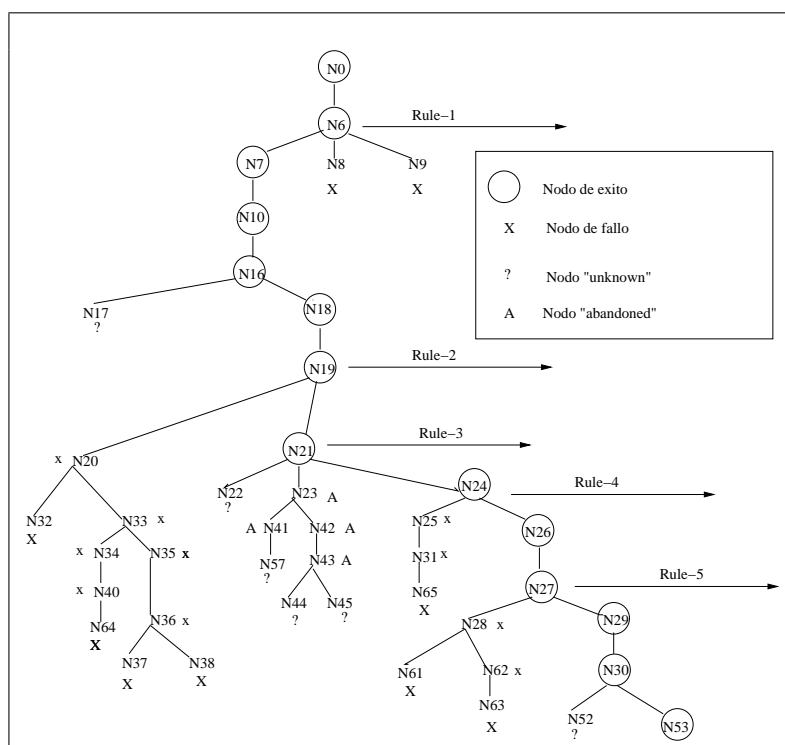 N0
N6 Rule–1
N7 N8 N9
X X
Nodo de exito
N10
X Nodo de fallo
N16
? Nodo "unknown"
N17 N18
?
A Nodo "abandoned"
N19 Rule–2
N21 Rule–3
x N20
N22 N23 A N24 Rule–4
?
N32 N33 x A N41 N42 A N25 x N26
X
x N34 N35 x N57 N43 A N31 x
?
x N40 N44 N45 N65 N27 Rule–5
? ? X
N64 N36 x N28 x N29
X
N37 N38 N61 N62 x N30
X X X
N63 N52 N53
X ?